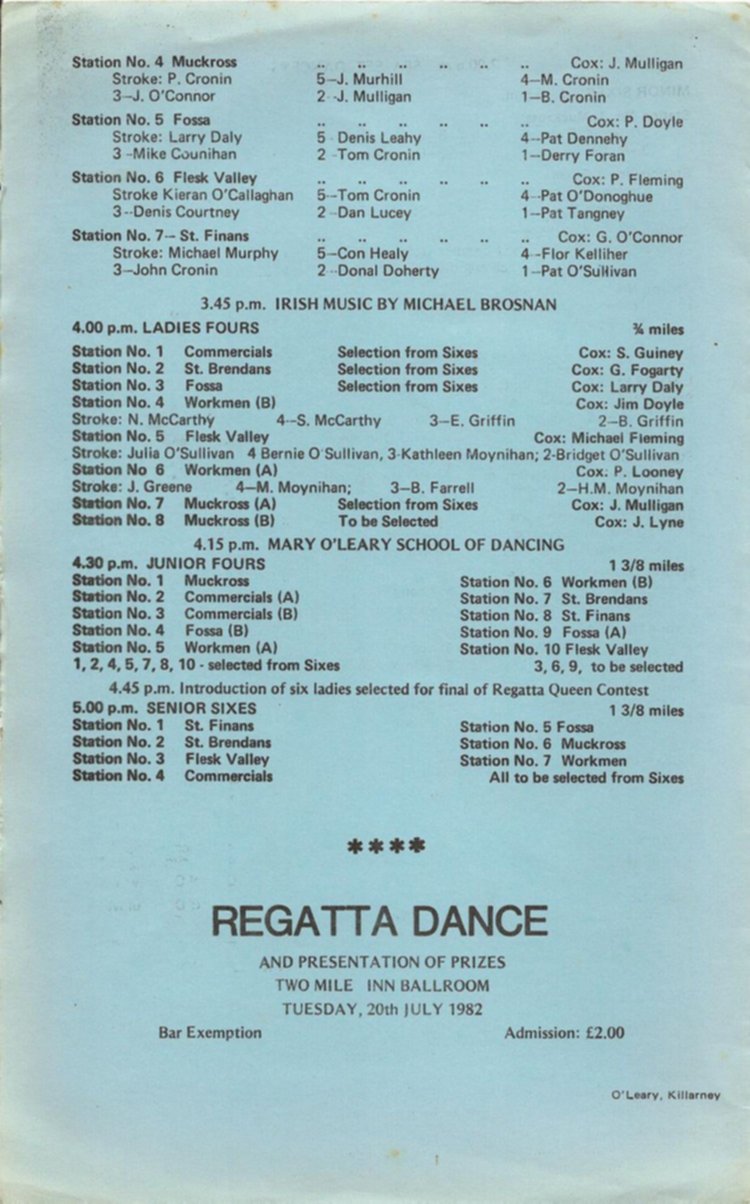 Station No. 4 Muckross .. .. .. .. .. .. Cox: J. Mulligan
Stroke: P. Cronin 5—J. Murhill 4—M. Cronin
3—J. O'Connor 2 -J. Mulligan 1—B. Cronin
Station No. 5 Fossa .. .. .. .. .. .. Cox: P. Doyle
Stroke: Larry Daly 5 Denis Leahy 4—Pat Dennehy
3 -Mike Counihan 2 -Tom Cronin 1—Derry Foran
Station No. 6 Flesk Valley .. .. .. .. .. .. Cox: P. Fleming
Stroke Kieran O'Callaghan 5—Tom Cronin 4—Pat O'Donoghue
3--Denis Courtney 2 -Dan Lucey 1—Pat Tangney
Station No. 7— St. Finans .. .. .. .. .. .. Cox: G. O'Connor
Stroke: Michael Murphy 5—Con Healy 4--Flor Kelliher
3—John Cronin 2 -Donal Doherty 1—Pat O'Sullivan
3.45 p.m. IRISH MUSIC BY MICHAEL BROSNAN
4.00 p.m. LADIES FOURS ¾ miles
Station No. 1 Commercials Selection from Sixes Cox: S. Guiney
Station No. 2 St. Brendans Selection from Sixes Cox: G. Fogarty
Station No. 3 Fossa Selection from Sixes Cox: Larry Daly
Station No. 4 Workmen (B) Cox: Jim Doyle
Stroke: N. McCarthy 4--S. McCarthy 3—E. Griffin 2—B. Griffin
Station No. 5 Flesk Valley Cox: Michael Fleming
Stroke: Julia O'Sullivan 4 Bernie O'Sullivan, 3-Kathleen Moynihan; 2-Bridget O'Sullivan
Station No 6 Workmen (A) Cox: P. Looney
Stroke: J. Greene 4—M. Moynihan; 3—B. Farrell 2—H.M. Moynihan
Station No. 7 Muckross (A) Selection from Sixes Cox: J. Mulligan
Station No. 8 Muckross (B) To be Selected Cox: J. Lyne
4.15 p.m. MARY O'LEARY SCHOOL OF DANCING
4.30 p.m. JUNIOR FOURS 1 3/8 miles
Station No. 1 Muckross Station No. 6 Workmen (B)
Station No. 2 Commercials (A) Station No. 7 St. Brendans
Station No. 3 Commercials (B) Station No. 8 St. Finans
Station No. 4 Fossa (B) Station No. 9 Fossa (A)
Station No. 5 Workmen (A) Station No. 10 Flesk Valley
1, 2, 4, 5, 7, 8, 10 - selected from Sixes 3, 6, 9, to be selected
4.45 p.m. Introduction of six ladies selected for final of Regatta Queen Contest
5.00 p.m. SENIOR SIXES 1 3/8 miles
Station No. 1 St. Finans Station No. 5 Fossa
Station No. 2 St. Brendans Station No. 6 Muckross
Station No. 3 Flesk Valley Station No. 7 Workmen
Station No. 4 Commercials All to be selected from Sixes
****
REGATTA DANCE
AND PRESENTATION OF PRIZES
TWO MILE INN BALLROOM
TUESDAY, 20th JULY 1982
Bar Exemption Admission: £2.00
O'Leary, Killarney